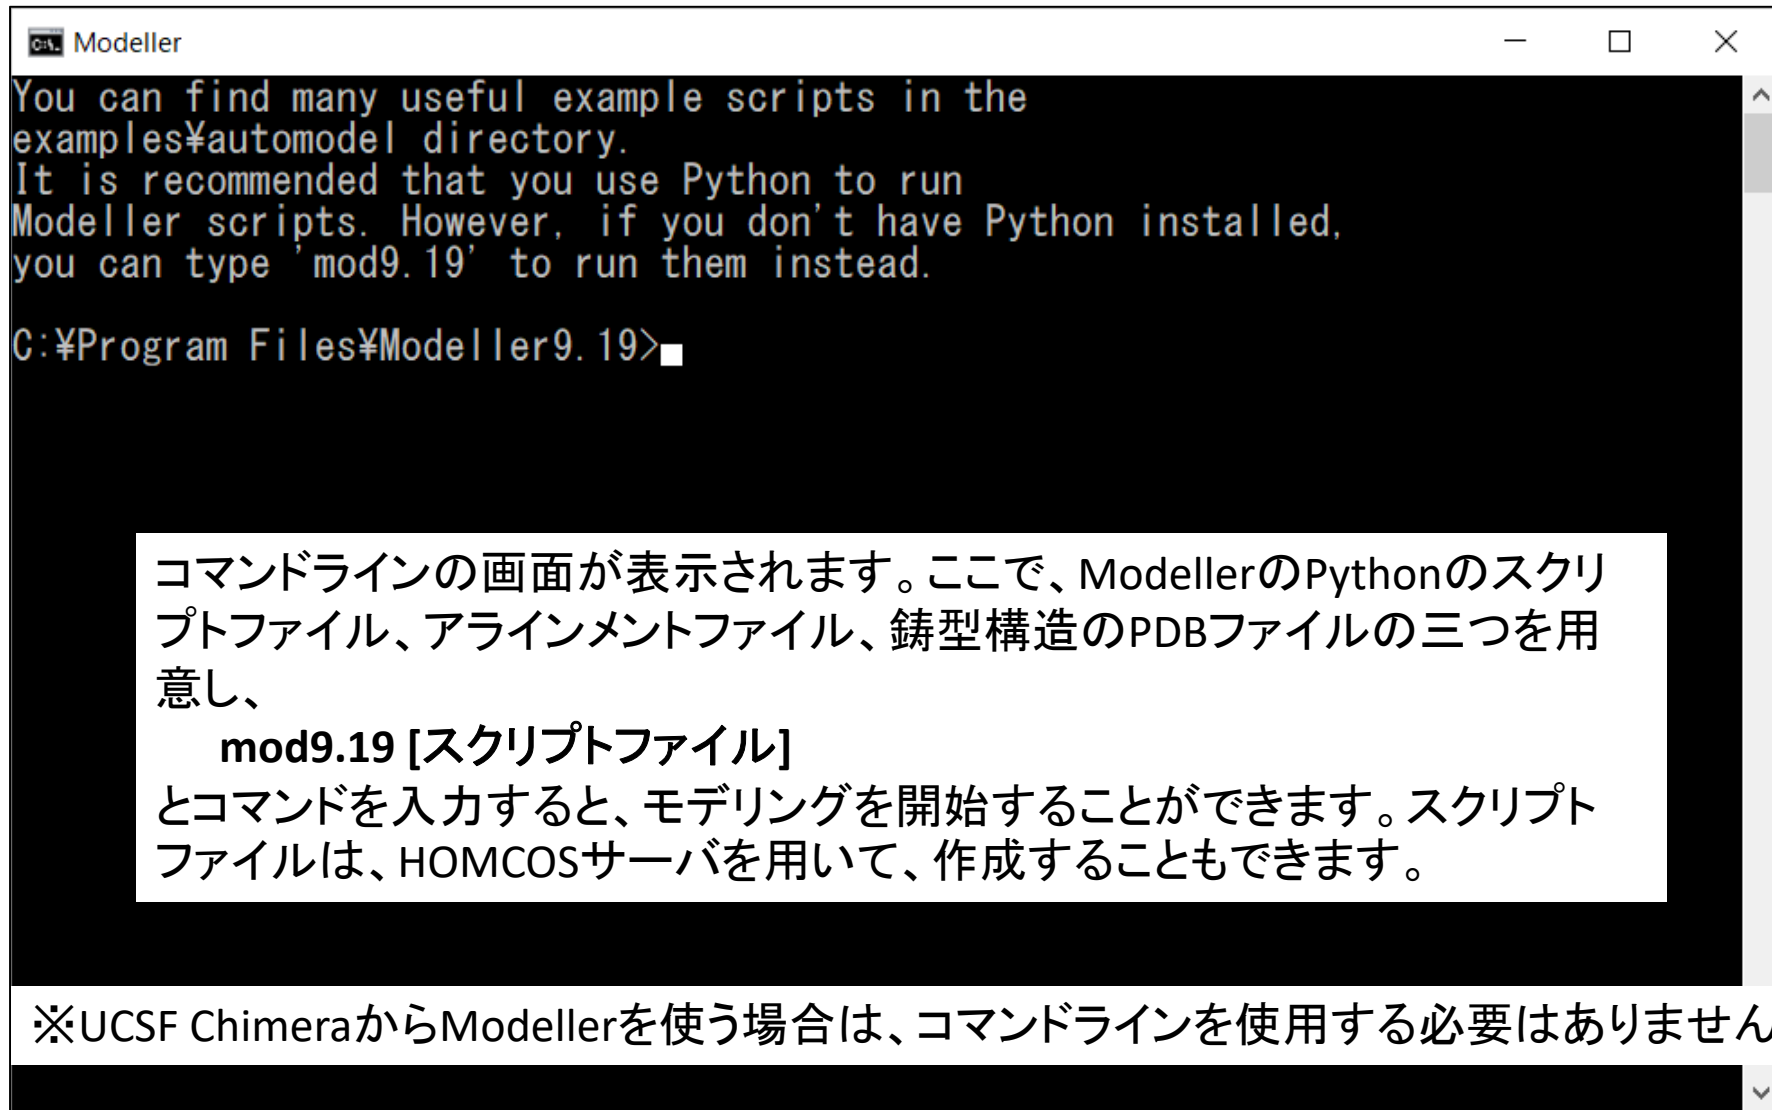 Modeller
You can find many useful example scripts in the
examples¥automodel directory.
It is recommended that you use Python to run
Modeller scripts. However, if you don't have Python installed,
you can type 'mod9.19' to run them instead.
C:¥Program Files¥Modeller9.19>
コマンドラインの画面が表示されます。ここで、ModellerのPythonのスクリ
プトファイル、アラインメントファイル、鋳型構造のPDBファイルの三つを用
意し、
mod9.19 [スクリプトファイル]
とコマンドを入力すると、モデリングを開始することができます。スクリプト
ファイルは、HOMCOSサーバを用いて、作成することもできます。
※UCSF ChimeraからModellerを使う場合は、コマンドラインを使用する必要はありません